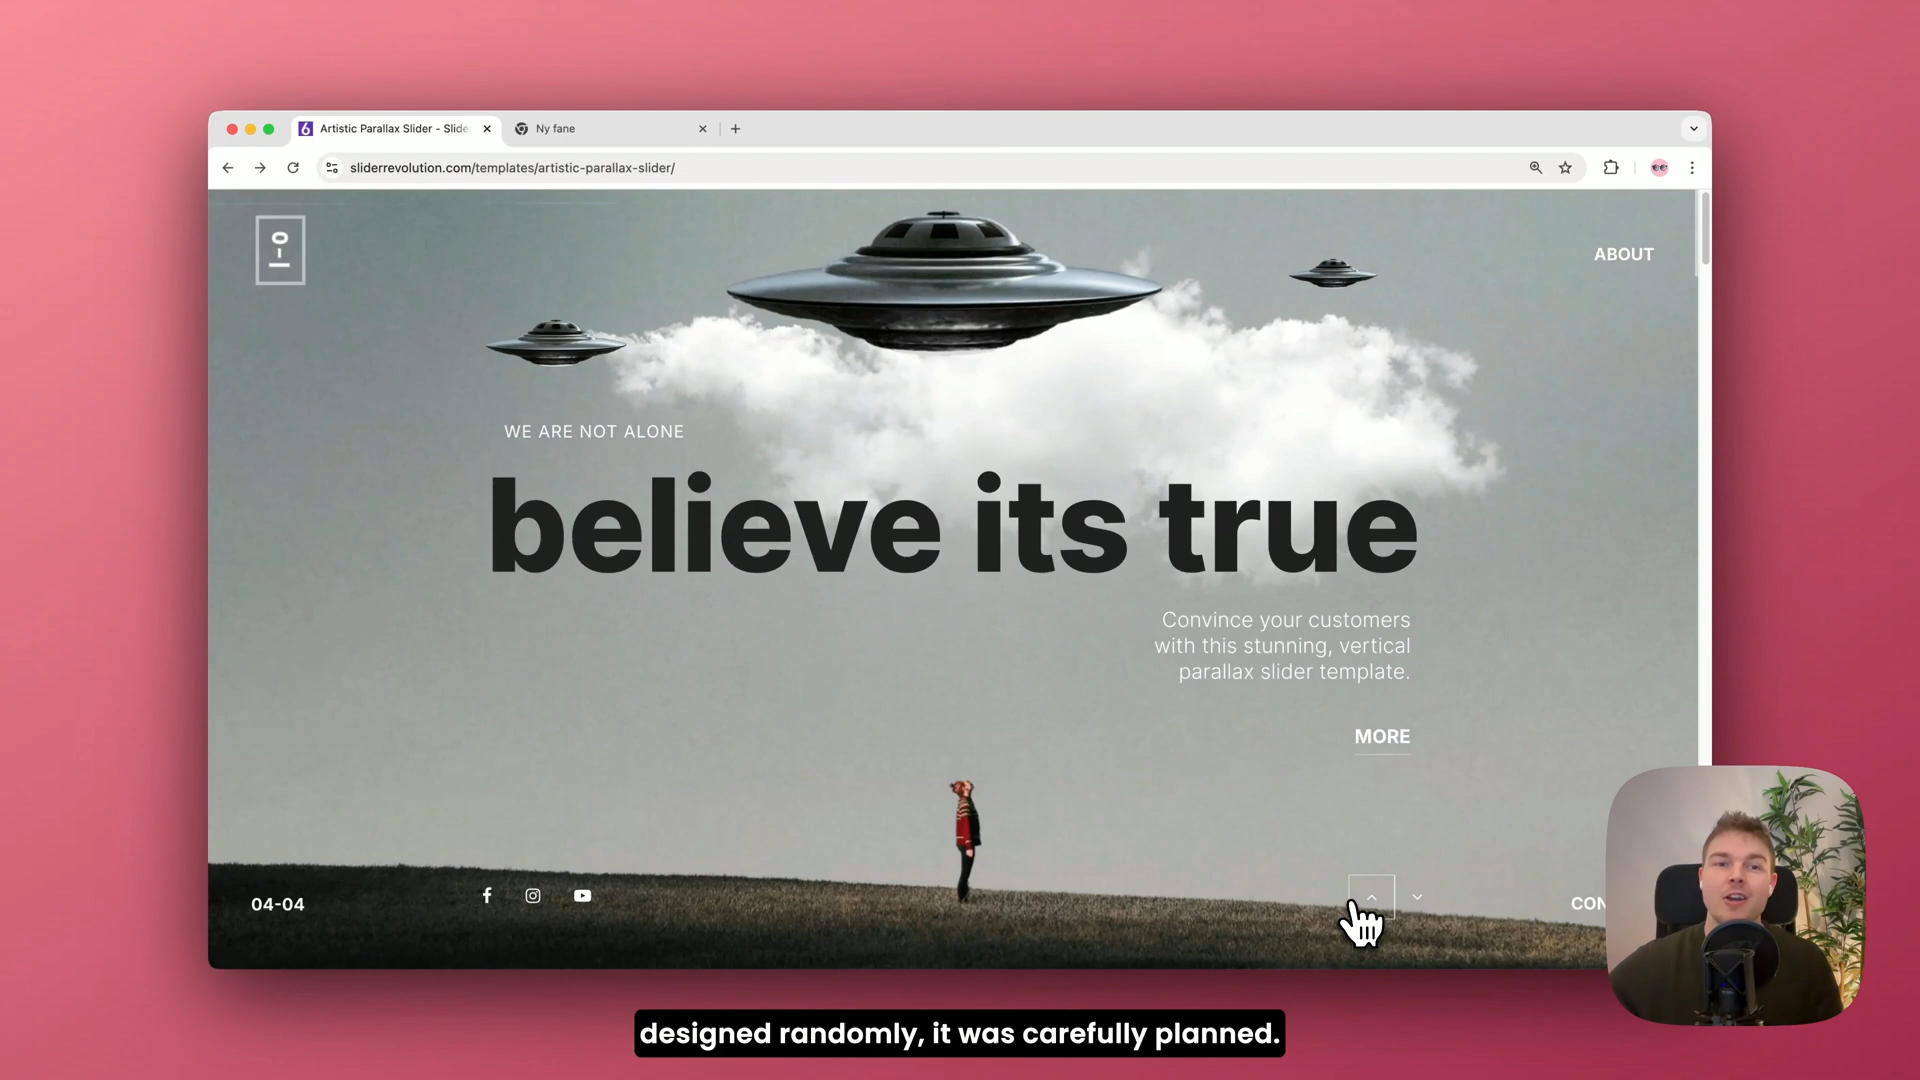 Artistic Parallax Slider - Slide
Ny fane
sliderrevolution.com/templates/artistic-parallax-slider/
ABOUT
WE ARE NOT ALONE
believe its true
Convince your customers
with this stunning, vertical
parallax slider template.
MORE
04-04
CON
designed randomly, it was carefully planned.